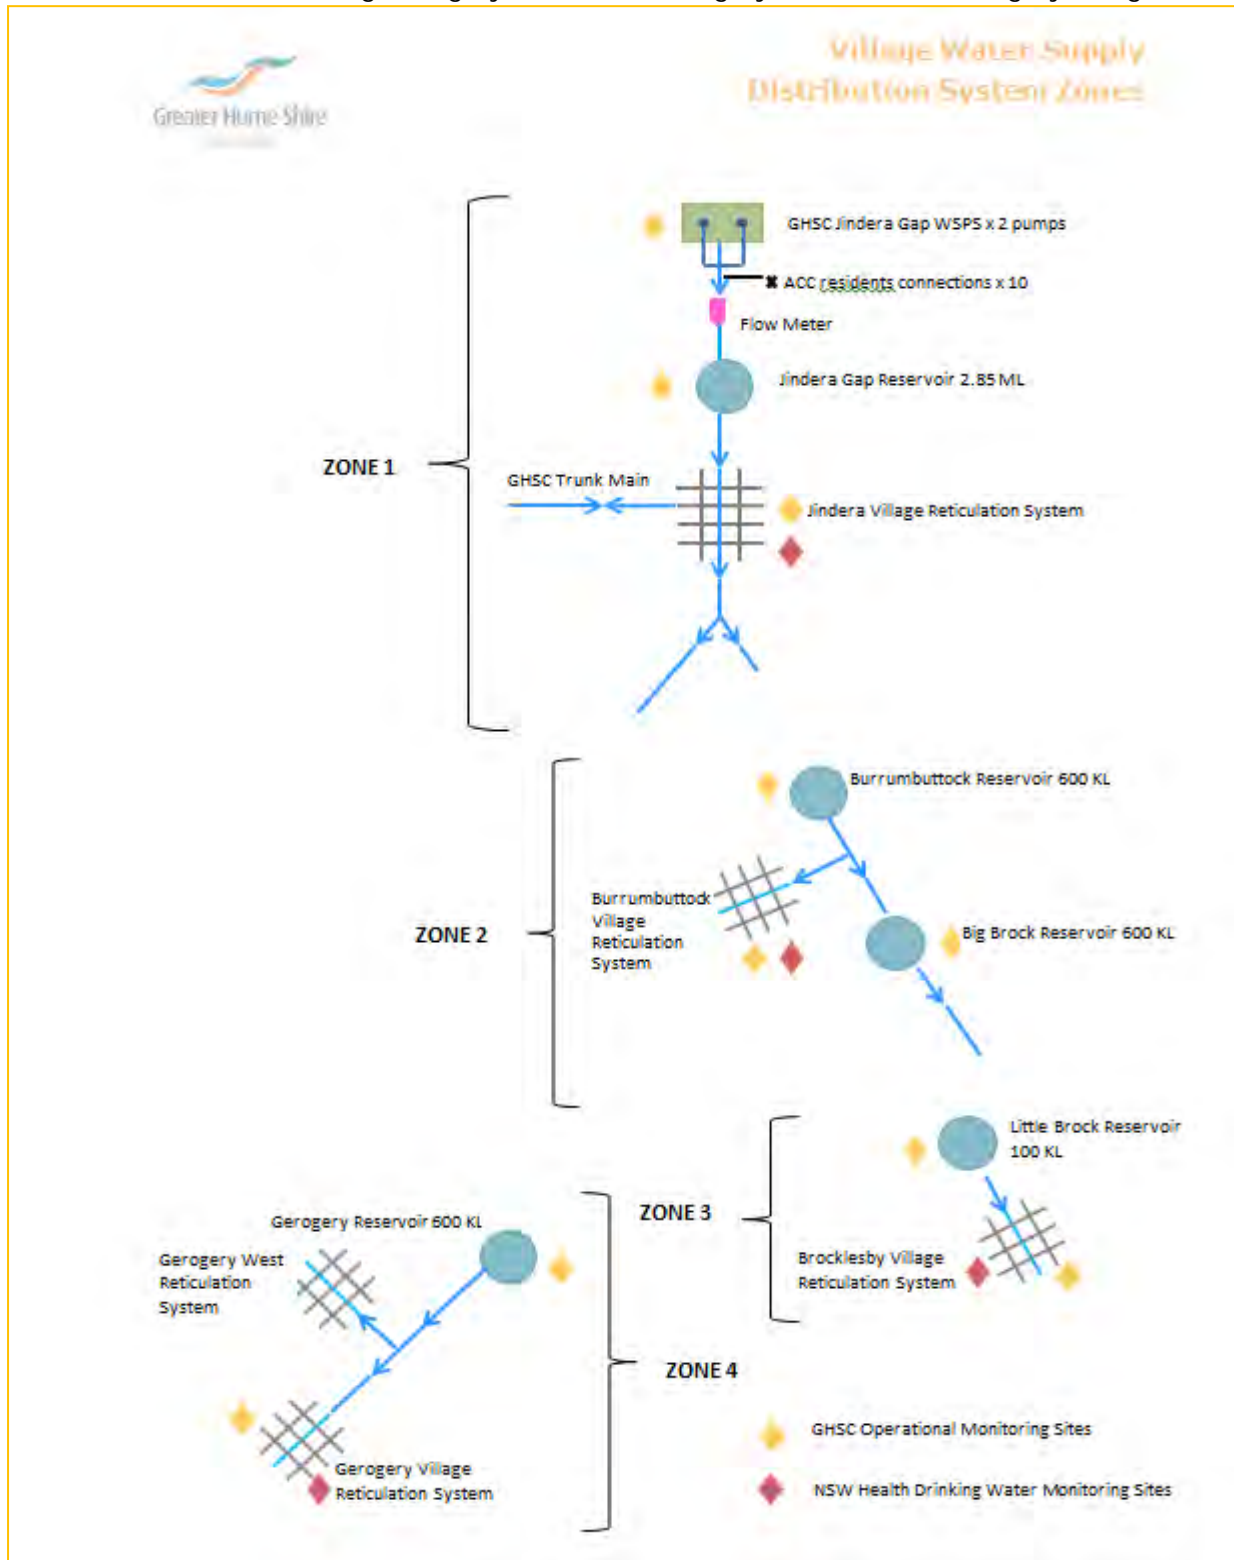 Greater Hume Shire
Village Water Supply
Distribution System Zones
GHSC Jindera Gap WSPS x 2 pumps
ACC residents connections x 10
Flow Meter
Jindera Gap Reservoir 2.85 ML
ZONE 1
GHSC Trunk Main
Jindera Village Reticulation System
Burrumbuttock Reservoir 600 KL
Burrumbuttock
Village
Reticulation
System
ZONE 2
Big Brock Reservoir 600 KL
Little Brock Reservoir
100 KL
ZONE 3
Brocklesby Village
Reticulation System
Gerogery Reservoir 600 KL
Gerogery West
Reticulation
System
ZONE 4
Gerogery Village
Reticulation System
GHSC Operational Monitoring Sites
NSW Health Drinking Water Monitoring Sites